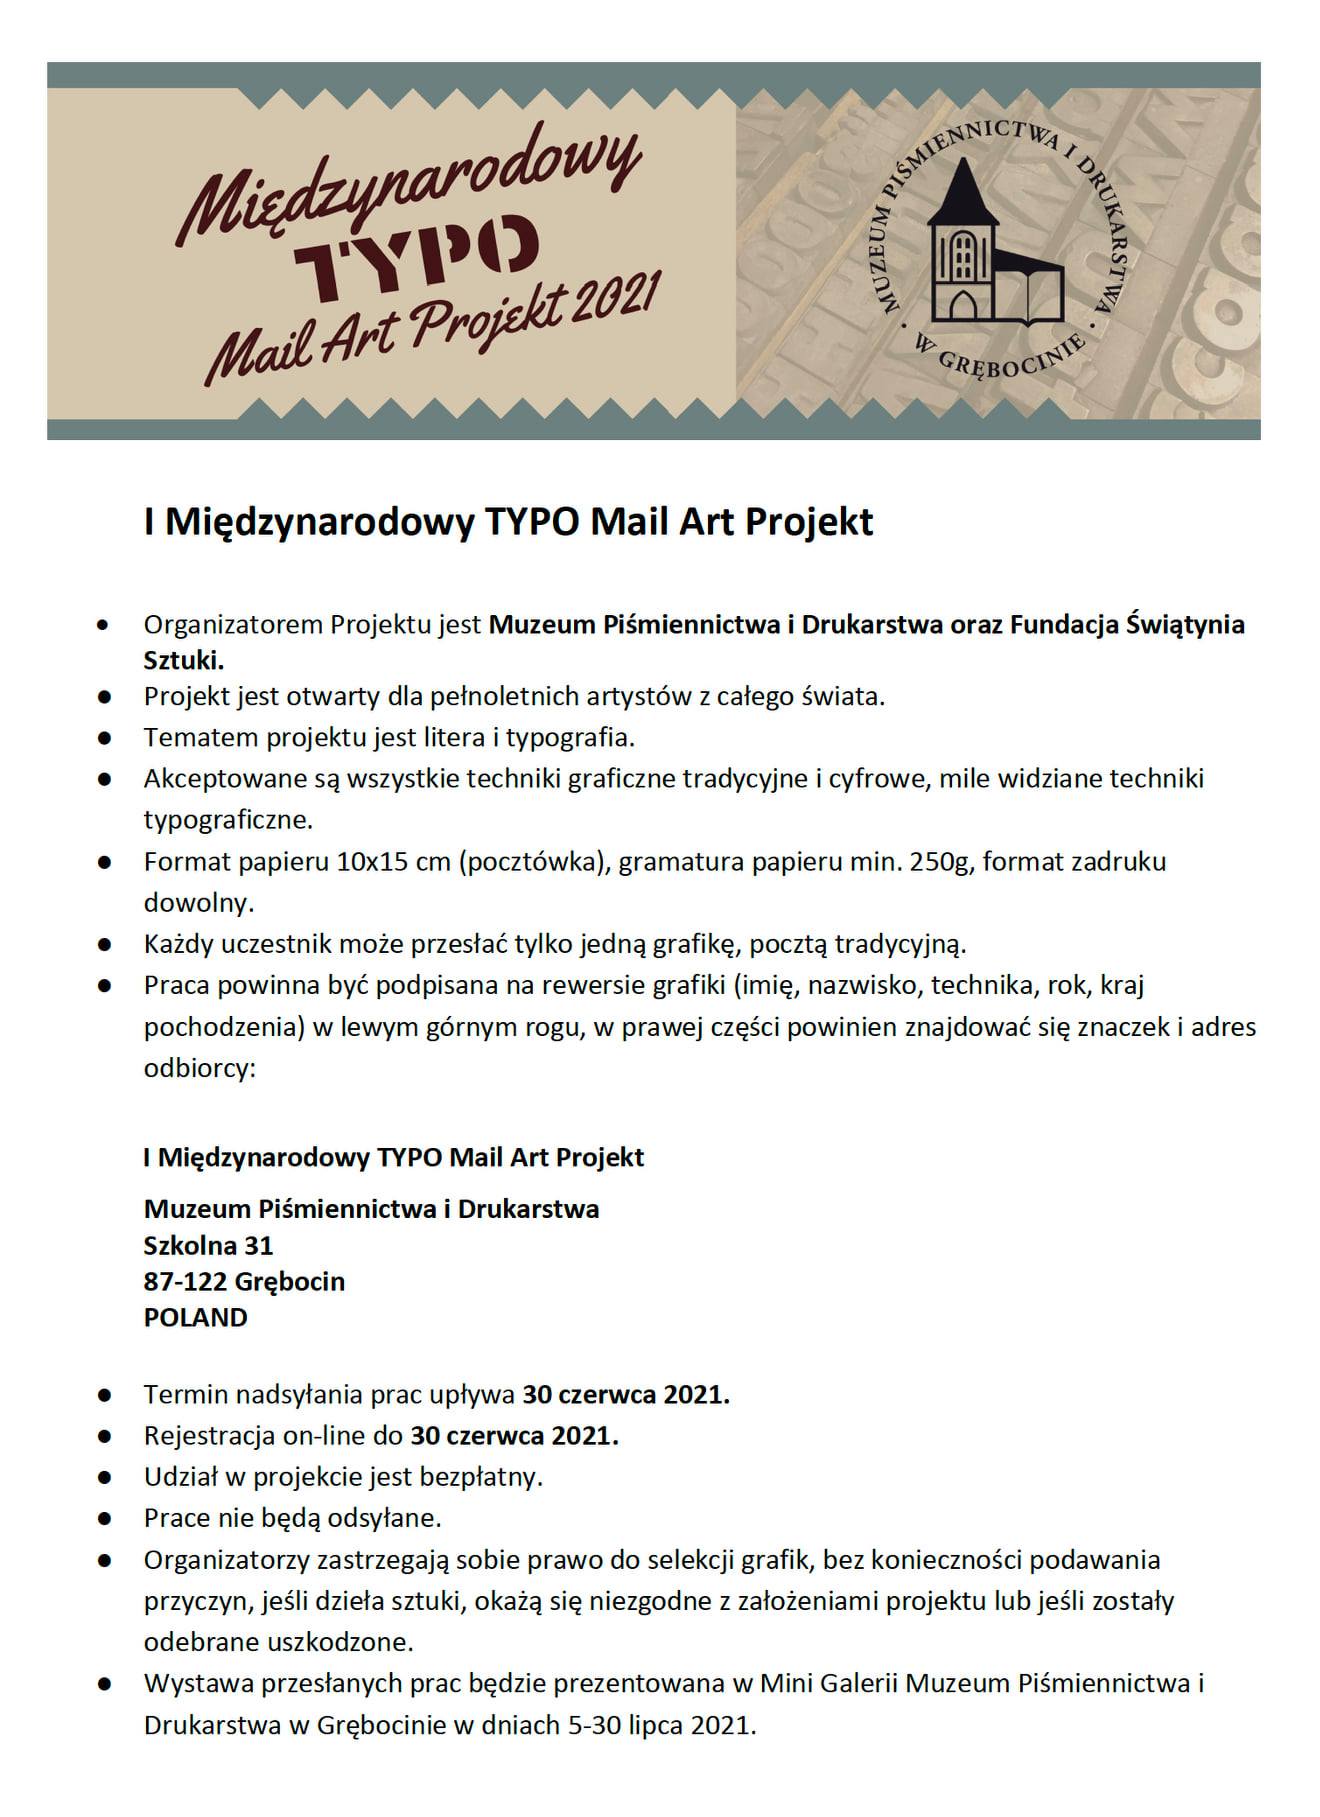 Międzynarodowy
TYPO
Mail Art Projekt 2021
MUZEUM PIŚMIENNICTWA I DRUKARSTWA
· W GRĘBOCINIE ·
I Międzynarodowy TYPO Mail Art Projekt
● Organizatorem Projektu jest Muzeum Piśmiennictwa i Drukarstwa oraz Fundacja Świątynia
Sztuki.
● Projekt jest otwarty dla pełnoletnich artystów z całego świata.
● Tematem projektu jest litera i typografia.
● Akceptowane są wszystkie techniki graficzne tradycyjne i cyfrowe, mile widziane techniki
typograficzne.
● Format papieru 10x15 cm (pocztówka), gramatura papieru min. 250g, format zadruku
dowolny.
● Każdy uczestnik może przesłać tylko jedną grafikę, pocztą tradycyjną.
● Praca powinna być podpisana na rewersie grafiki (imię, nazwisko, technika, rok, kraj
pochodzenia) w lewym górnym rogu, w prawej części powinien znajdować się znaczek i adres
odbiorcy:
I Międzynarodowy TYPO Mail Art Projekt
Muzeum Piśmiennictwa i Drukarstwa
Szkolna 31
87-122 Grębocin
POLAND
● Termin nadsyłania prac upływa 30 czerwca 2021.
● Rejestracja on-line do 30 czerwca 2021.
● Udział w projekcie jest bezpłatny.
● Prace nie będą odsyłane.
● Organizatorzy zastrzegają sobie prawo do selekcji grafik, bez konieczności podawania
przyczyn, jeśli dzieła sztuki, okażą się niezgodne z założeniami projektu lub jeśli zostały
odebrane uszkodzone.
● Wystawa przesłanych prac będzie prezentowana w Mini Galerii Muzeum Piśmiennictwa i
Drukarstwa w Grębocinie w dniach 5-30 lipca 2021.